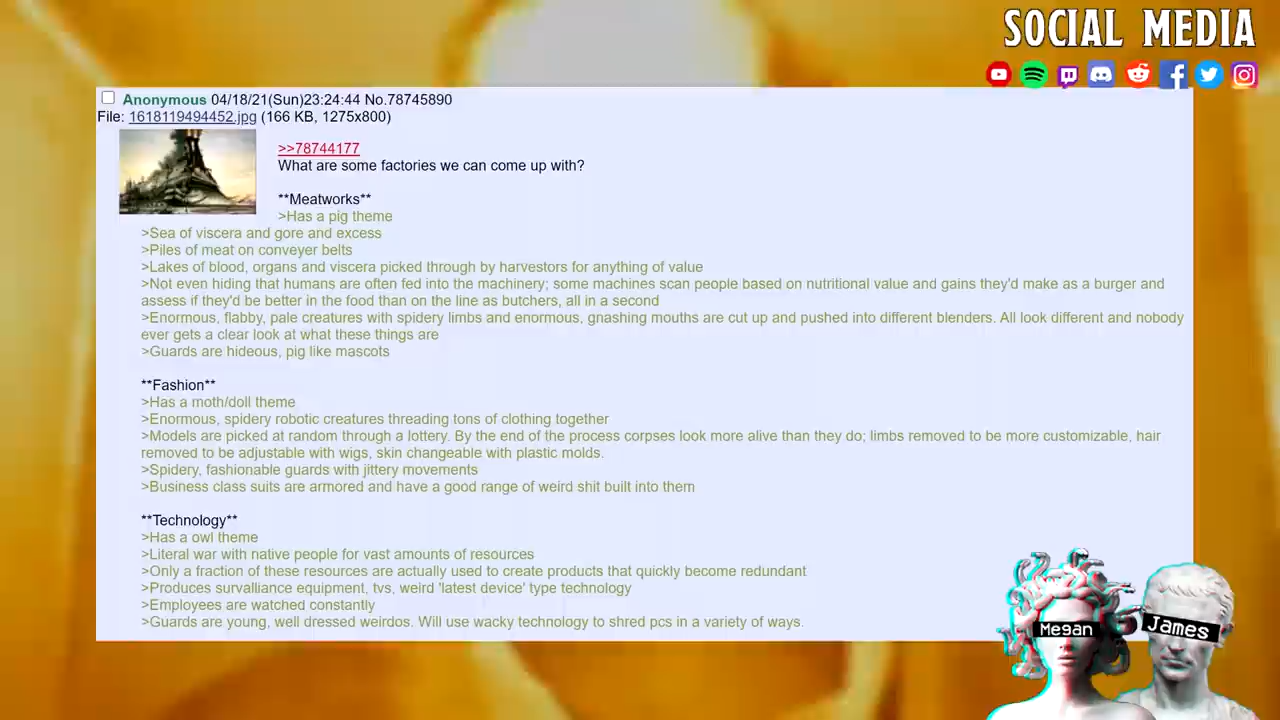 SOCIAL MEDIA
Anonymous 04/18/21(Sun)23:24:44 No.78745890
File: 1618119494452.jpg (166 KB, 1275x800)
>>78744177
What are some factories we can come up with?
**Meatworks**
>Has a pig theme
>Sea of viscera and gore and excess
>Piles of meat on conveyer belts
>Lakes of blood, organs and viscera picked through by harvestors for anything of value
>Not even hiding that humans are often fed into the machinery; some machines scan people based on nutritional value and gains they'd make as a burger and
assess if they'd be better in the food than on the line as butchers, all in a second
>Enormous, flabby, pale creatures with spidery limbs and enormous, gnashing mouths are cut up and pushed into different blenders. All look different and nobody
ever gets a clear look at what these things are
>Guards are hideous, pig like mascots
**Fashion**
>Has a moth/doll theme
>Enormous, spidery robotic creatures threading tons of clothing together
>Models are picked at random through a lottery. By the end of the process corpses look more alive than they do; limbs removed to be more customizable, hair
removed to be adjustable with wigs, skin changeable with plastic molds.
>Spidery, fashionable guards with jittery movements
>Business class suits are armored and have a good range of weird shit built into them
**Technology**
>Has a owl theme
>Literal war with native people for vast amounts of resources
>Only a fraction of these resources are actually used to create products that quickly become redundant
>Produces survalliance equipment, tvs, weird 'latest device' type technology
>Employees are watched constantly
>Guards are young, well dressed weirdos. Will use wacky technology to shred pcs in a variety of ways.
Megan
James